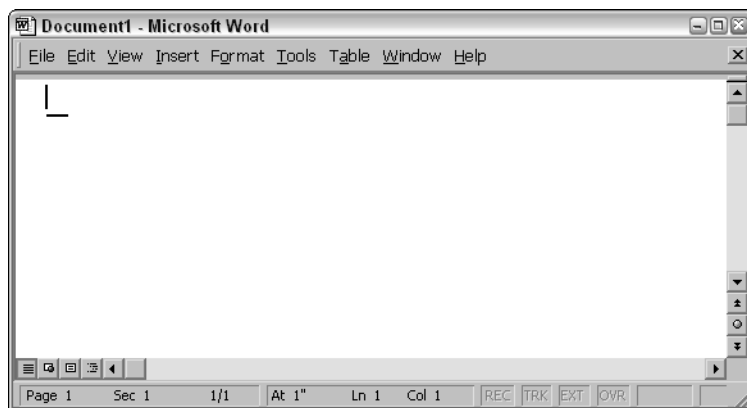 Document1 - Microsoft Word
File Edit View Insert Format Tools Table Window Help
Page 1 Sec 1 1/1 At 1" Ln 1 Col 1 REC TRK EXT OVR